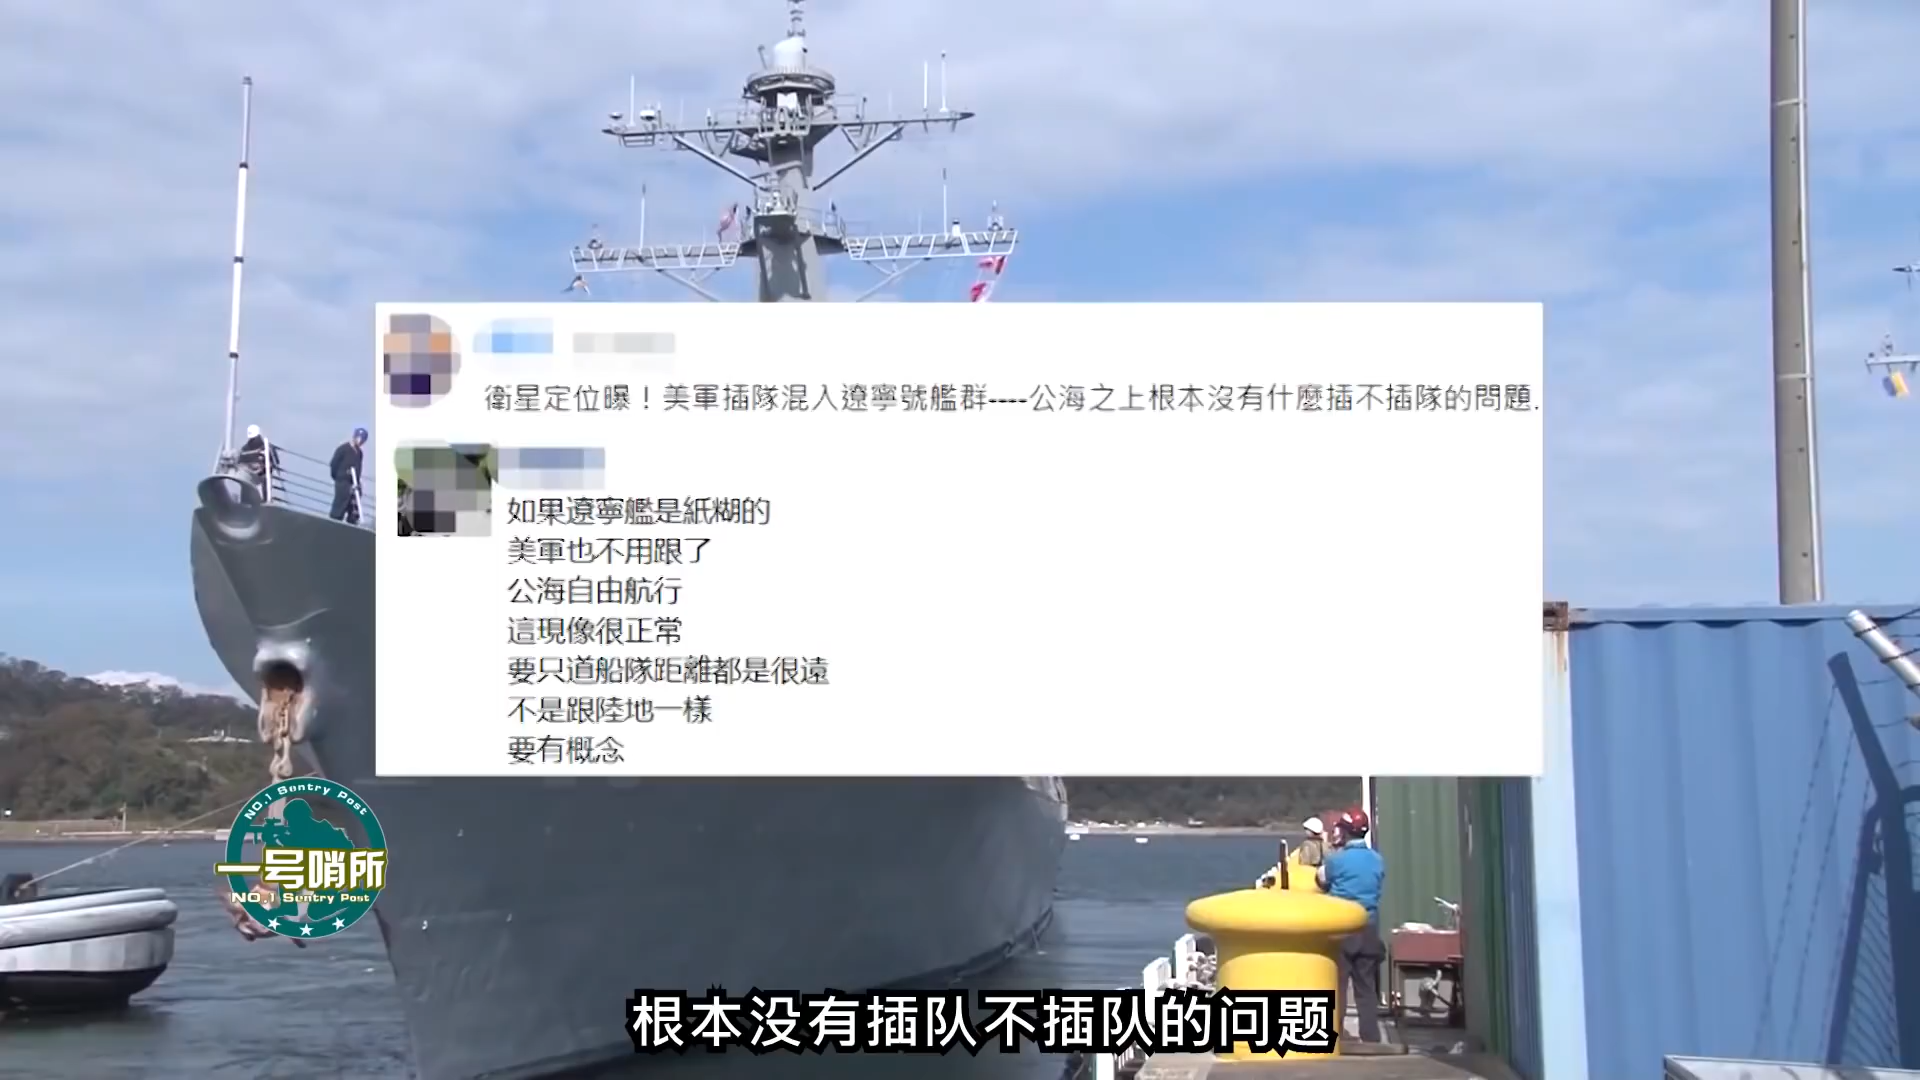 衛星定位曝！美軍插隊混入遼寧號艦群----公海之上根本沒有什麼插不插隊的問題.
如果遼寧艦是紙糊的
美軍也不用跟了
公海自由航行
這現像很正常
要只道船隊距離都是很遠
不是跟陸地一樣
要有概念
NO.1 Sentry Post
一号哨所
NO.1 Sentry Post
根本没有插队不插队的问题